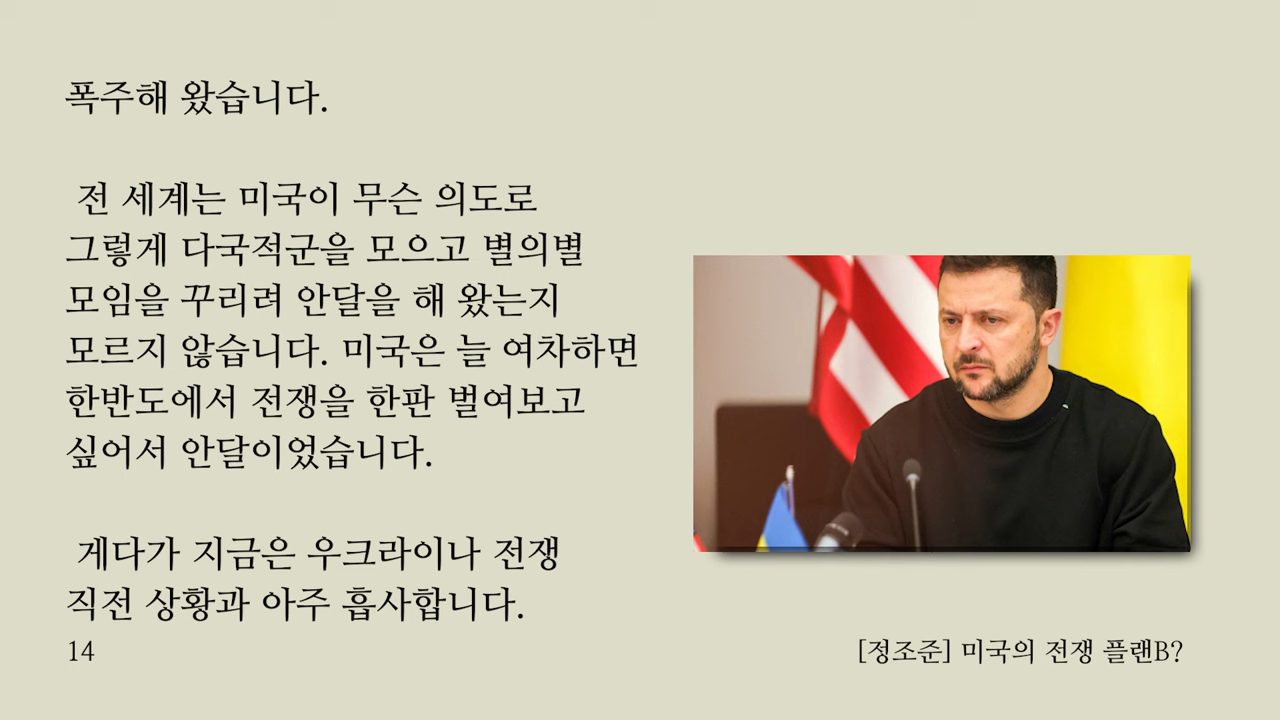 폭주해 왔습니다.
전 세계는 미국이 무슨 의도로
그렇게 다국적군을 모으고 별의별
모임을 꾸리려 안달을 해 왔는지
모르지 않습니다. 미국은 늘 여차하면
한반도에서 전쟁을 한판 벌여보고
싶어서 안달이었습니다.
게다가 지금은 우크라이나 전쟁
직전 상황과 아주 흡사합니다.
14
[정조준] 미국의 전쟁 플랜B?